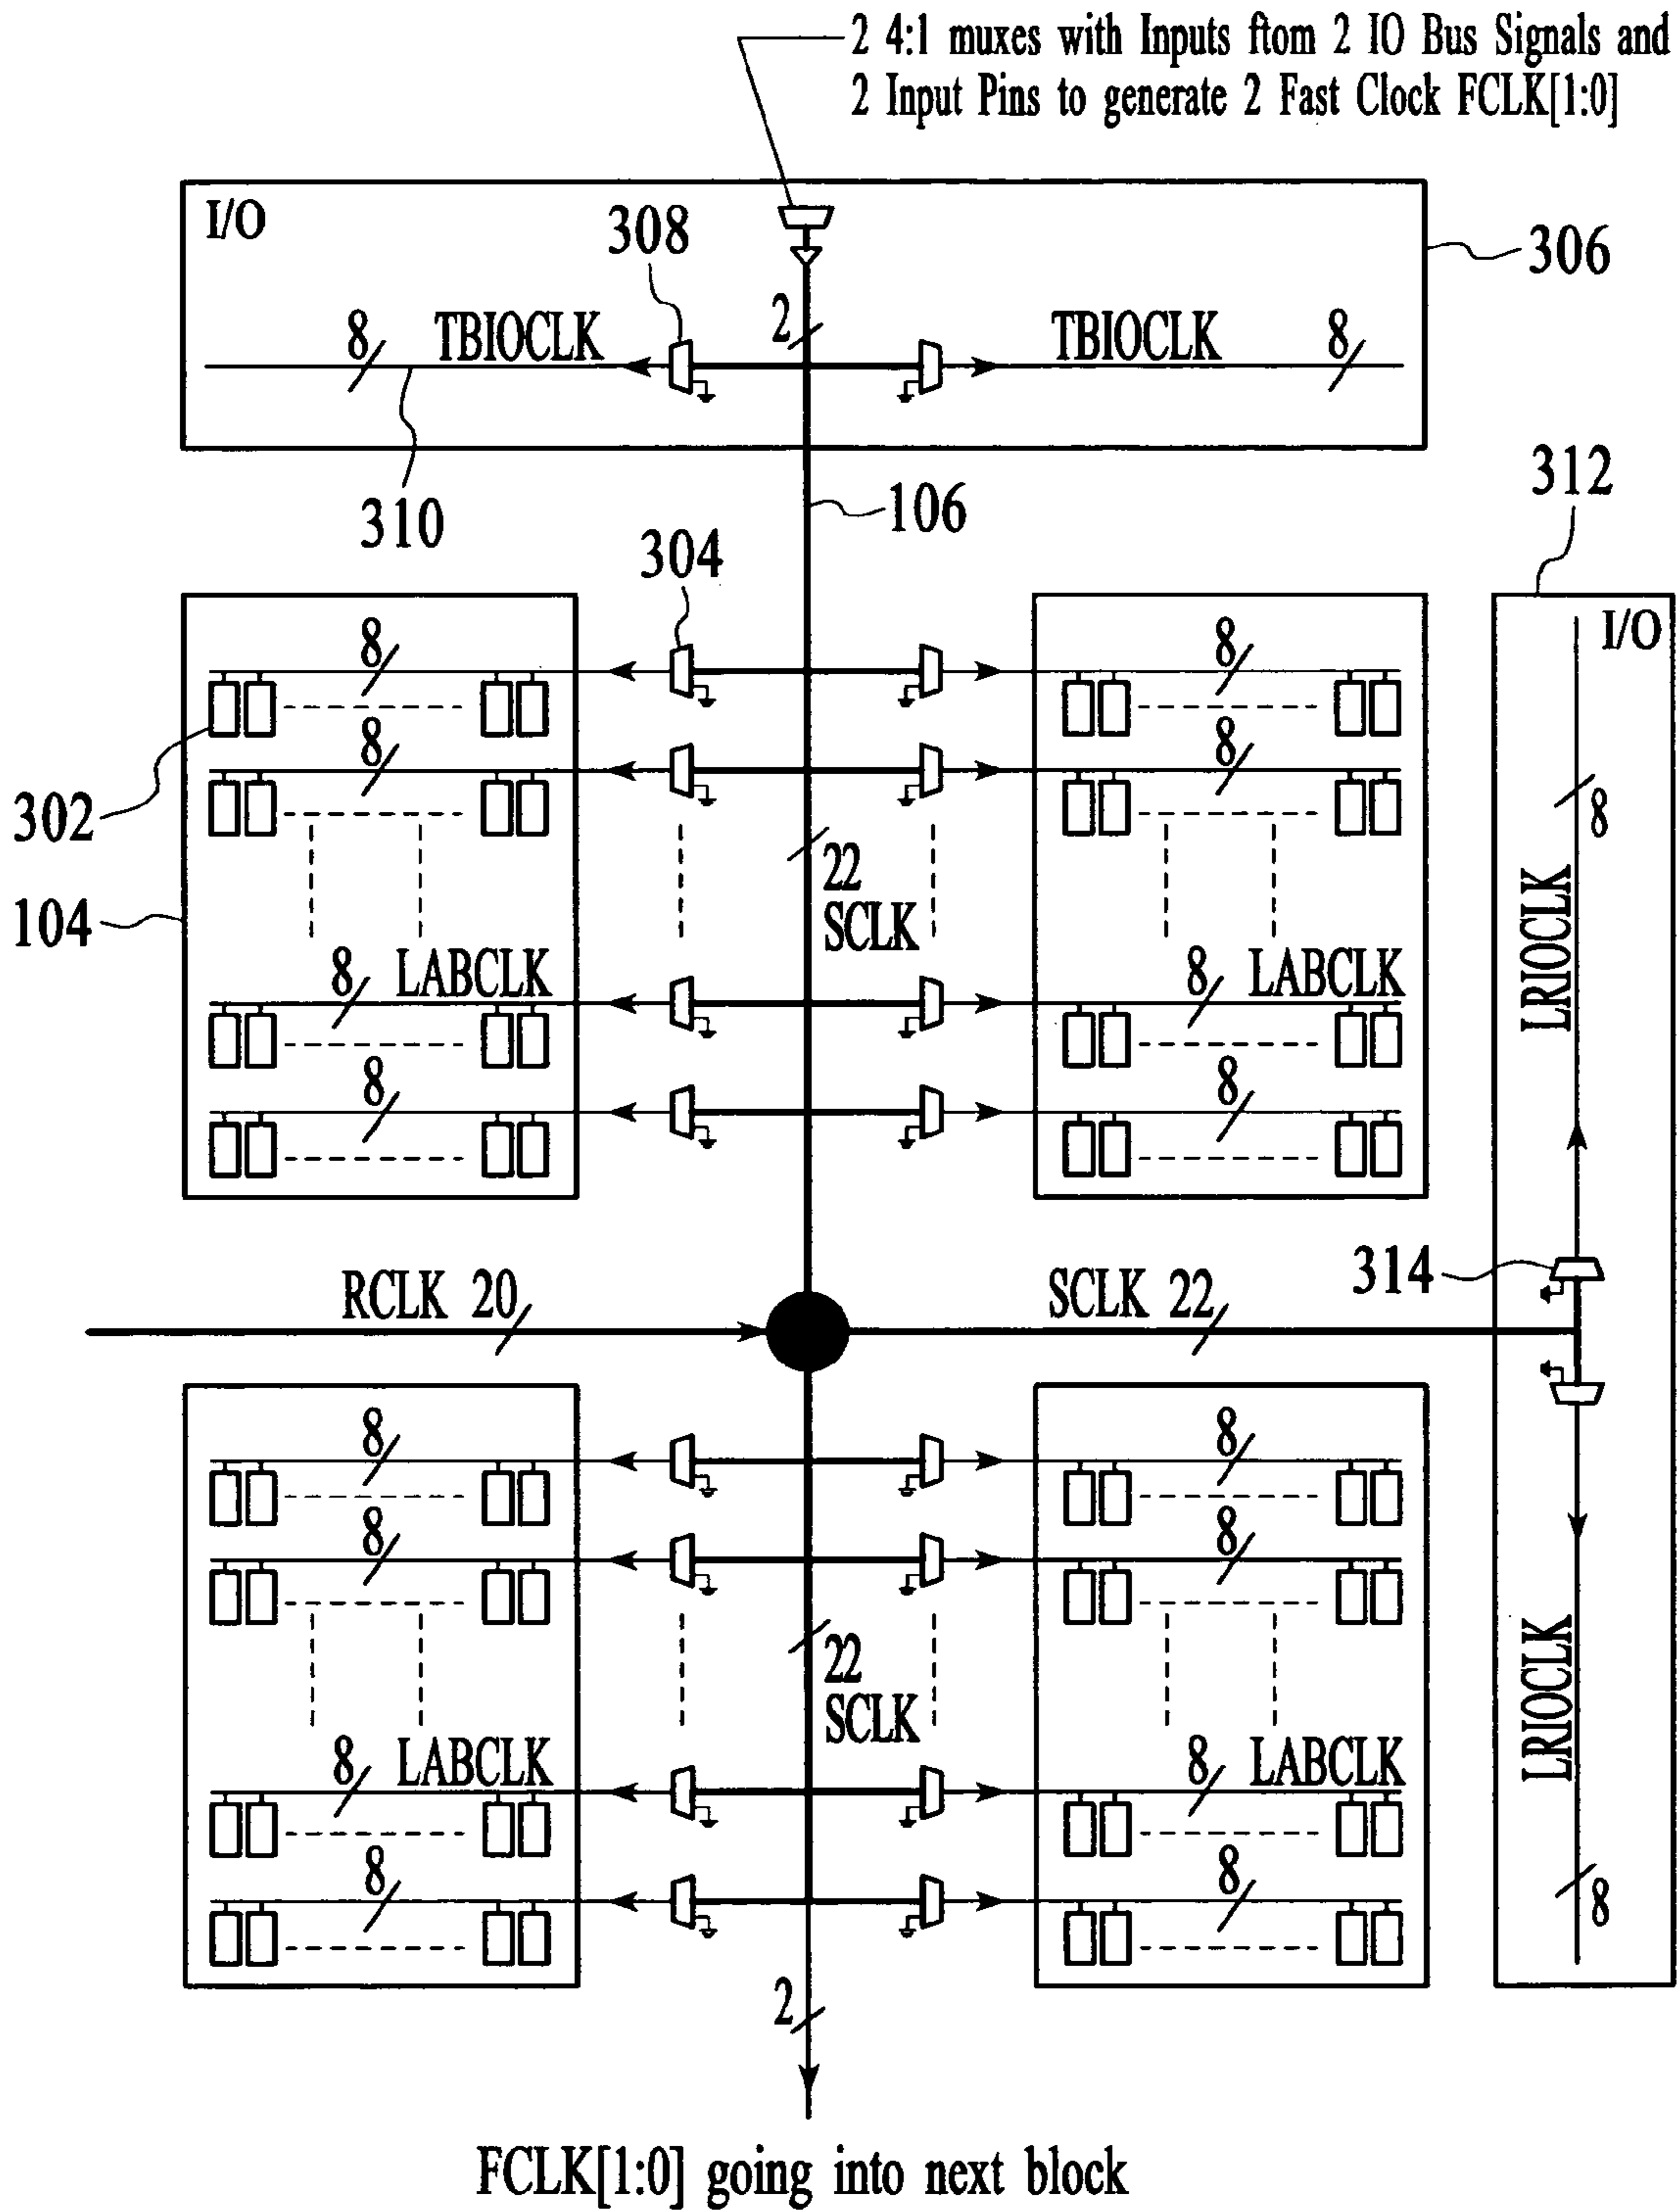 2 4:1 muxes with Inputs ftom 2 IO Bus Signals and
2 Input Pins to generate 2 Fast Clock FCLK[1:0]
I/O
308
306
2
8
TBIOCLK
TBIOCLK
8
310
106
304
312
I/O
8
8
8
8
302
8
22
SCLK
104
LRIOCLK
8
LABCLK
8
LABCLK
8
8
314
RCLK 20
SCLK 22
8
8
8
8
22
SCLK
LRIOCLK
8
LABCLK
8
LABCLK
8
8
8
2
FCLK[1:0] going into next block